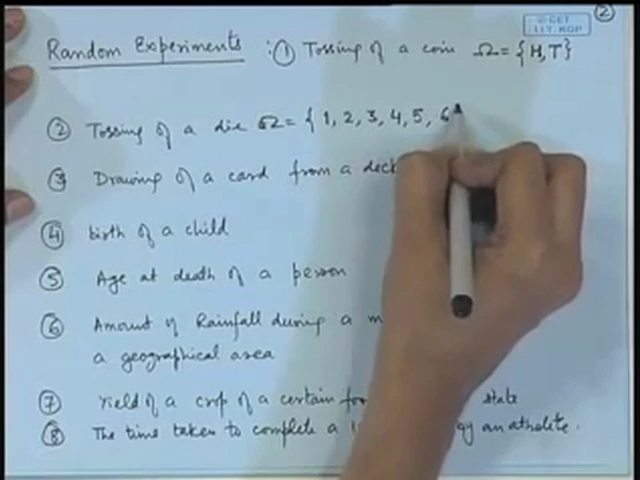 Random Experiments : ① Tossing of a coin Ω = {H, T}
© CET
I.I.T. KGP
②
② Tossing of a die Ω = { 1, 2, 3, 4, 5, 6
③ Drawing of a card from a deck
④ birth of a child
⑤ Age at death of a person
⑥ Amount of Rainfall during a
a geographical area
⑦ Yield of a crop of a certain state
⑧ The time taken to complete a by an athelite.